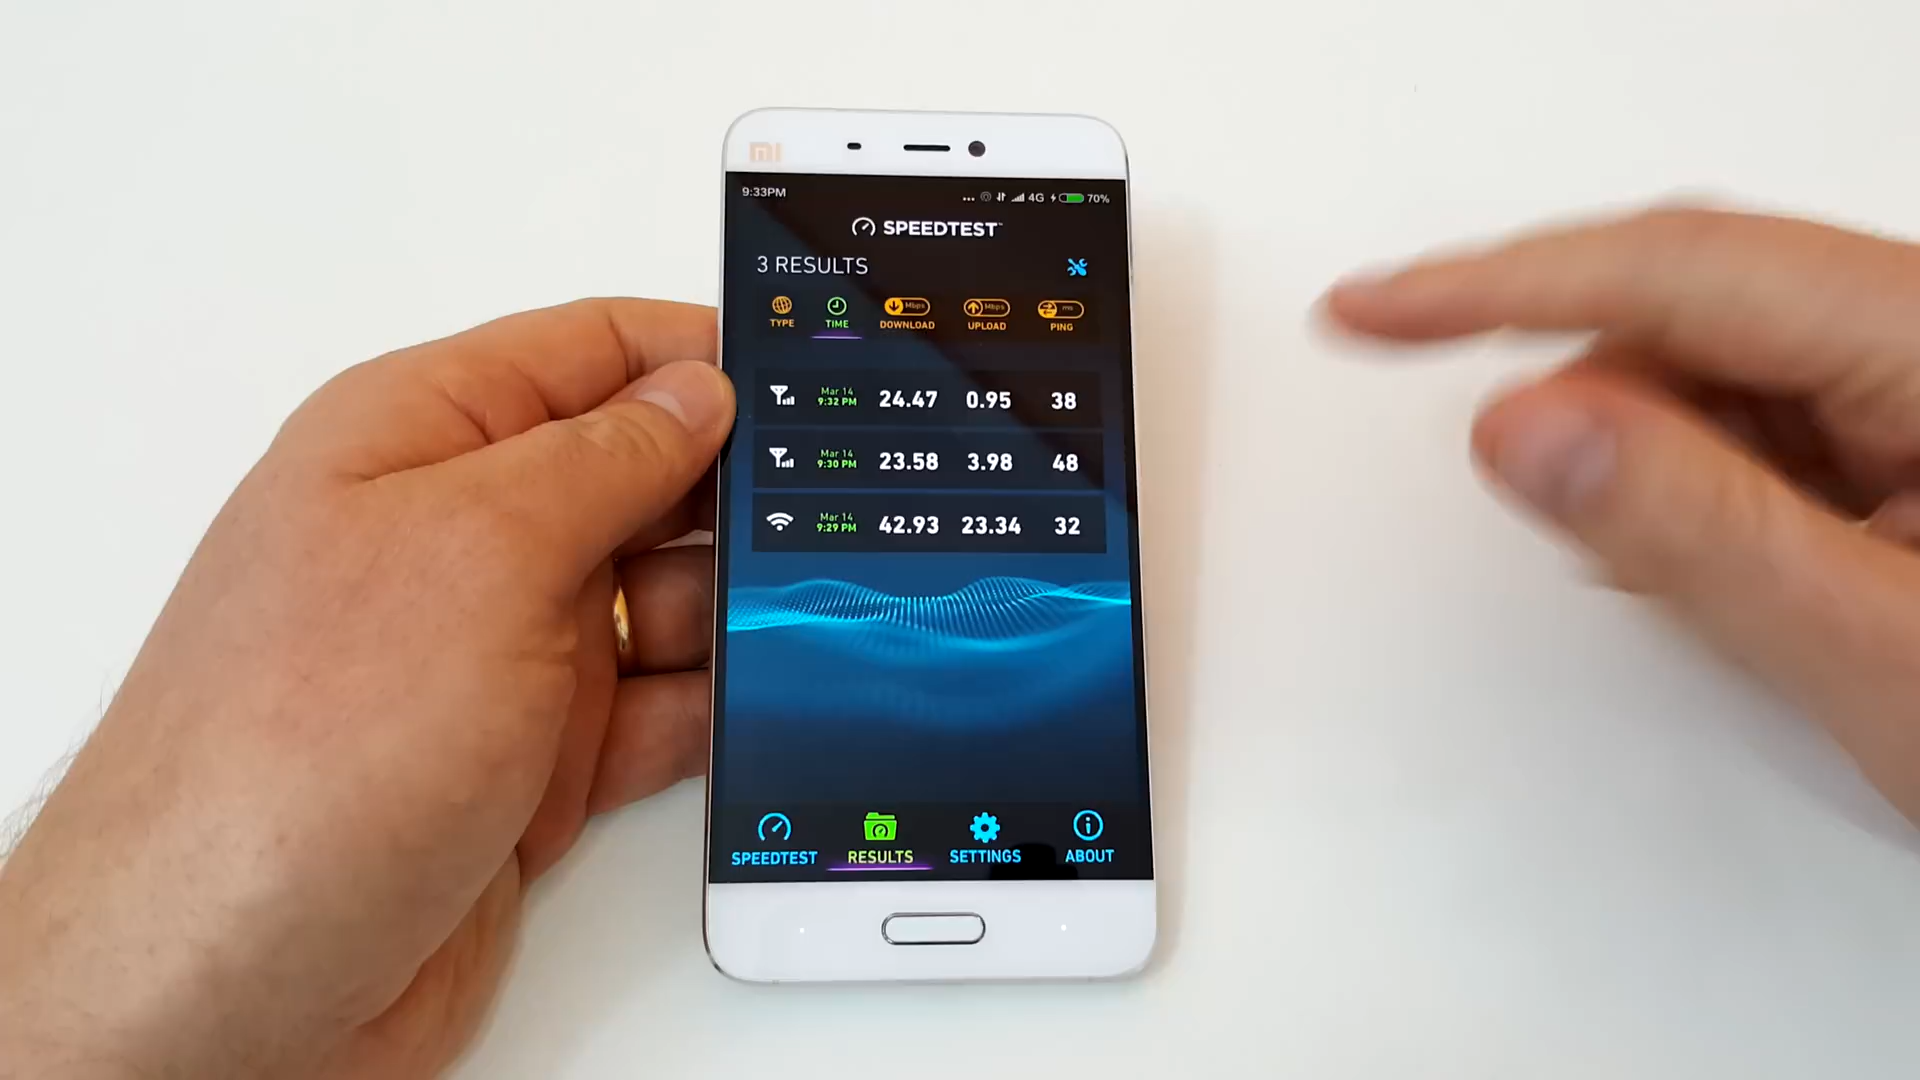 mi
9:33PM ... 4G 70%
SPEEDTEST™
3 RESULTS
Mbps Mbps ms
TYPE TIME DOWNLOAD UPLOAD PING
Mar 14
9:32 PM 24.47 0.95 38
Mar 14
9:30 PM 23.58 3.98 48
Mar 14
9:29 PM 42.93 23.34 32
SPEEDTEST RESULTS SETTINGS ABOUT